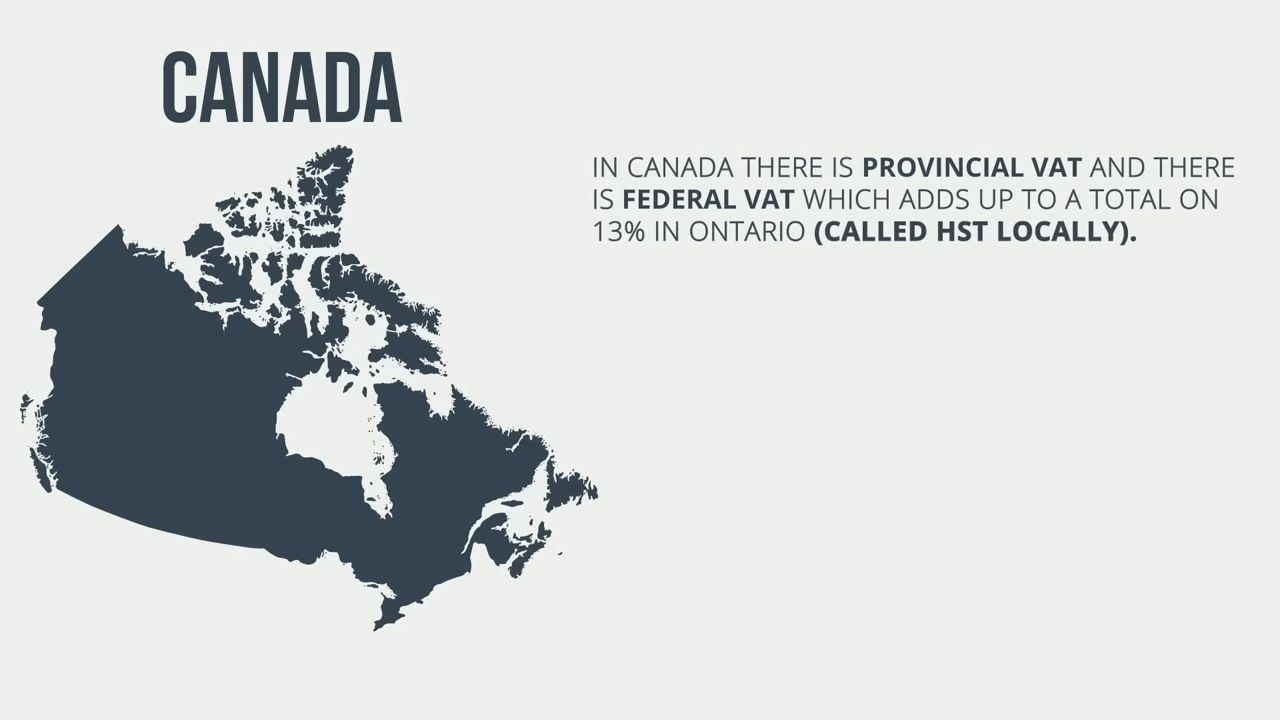 CANADA
IN CANADA THERE IS PROVINCIAL VAT AND THERE
IS FEDERAL VAT WHICH ADDS UP TO A TOTAL ON
13% IN ONTARIO (CALLED HST LOCALLY).